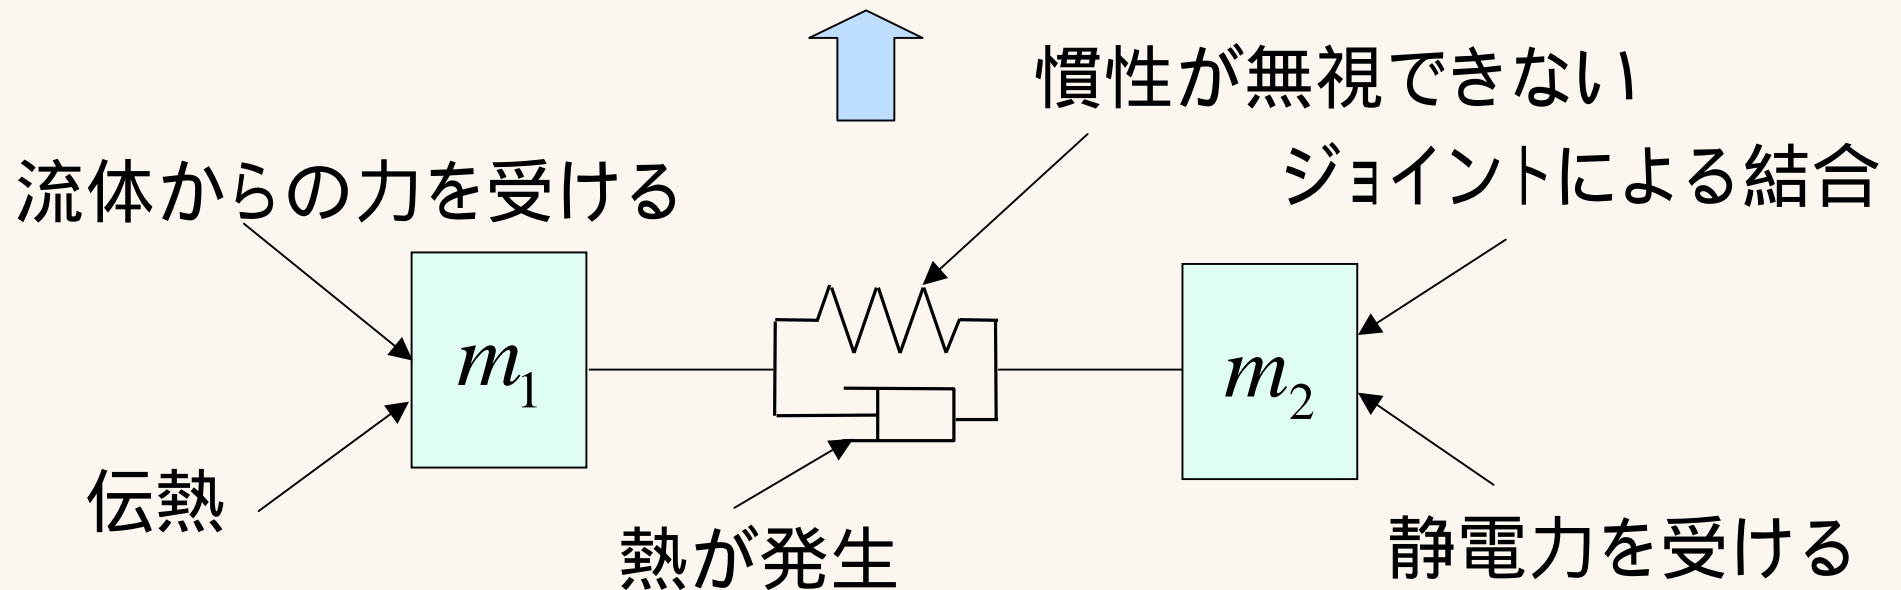 慣性が無視できない
ジョイントによる結合
流体からの力を受ける
m1
m2
伝熱
熱が発生
静電力を受ける